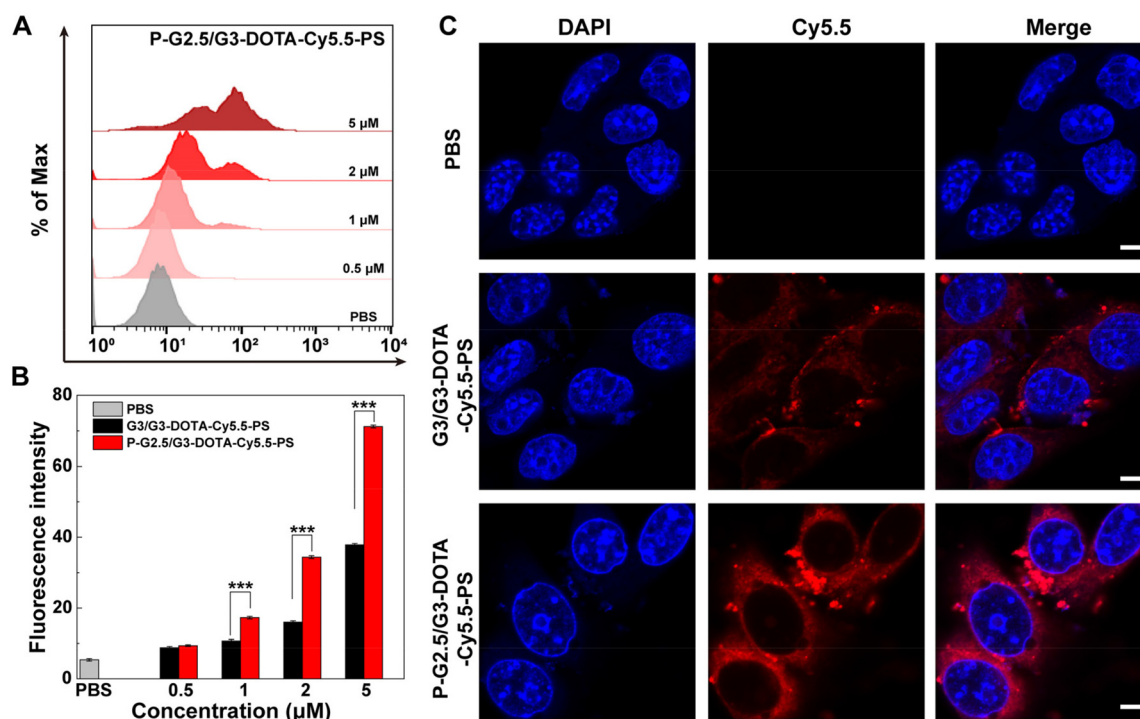 A
P-G2.5/G3-DOTA-Cy5.5-PS
% of Max
5 μM
2 μM
1 μM
0.5 μM
PBS
10⁰ 10¹ 10² 10³ 10⁴
B
Fluorescence intensity
80
60
40
20
0
PBS
G3/G3-DOTA-Cy5.5-PS
P-G2.5/G3-DOTA-Cy5.5-PS
***
***
***
PBS 0.5 1 2 5
Concentration (μM)
C
DAPI Cy5.5 Merge
PBS
G3/G3-DOTA
-Cy5.5-PS
P-G2.5/G3-DOTA
-Cy5.5-PS